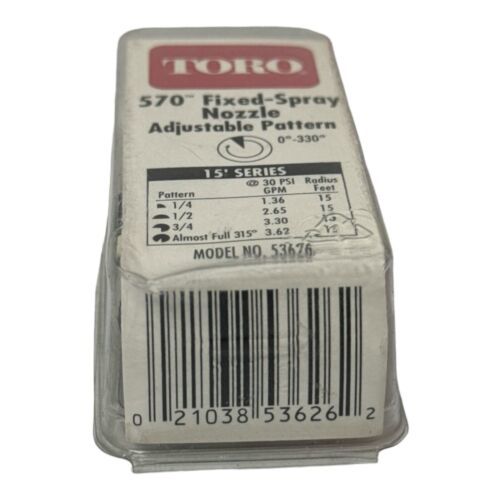 TORO
570™ Fixed-Spray
Nozzle
Adjustable Pattern
0°-330°
15' SERIES
Pattern @ 30 PSI GPM Radius Feet
1/4 1.36 15
1/2 2.65 15
3/4 3.30
Almost Full 315° 3.62
MODEL NO. 53626
0 21038 53626 2